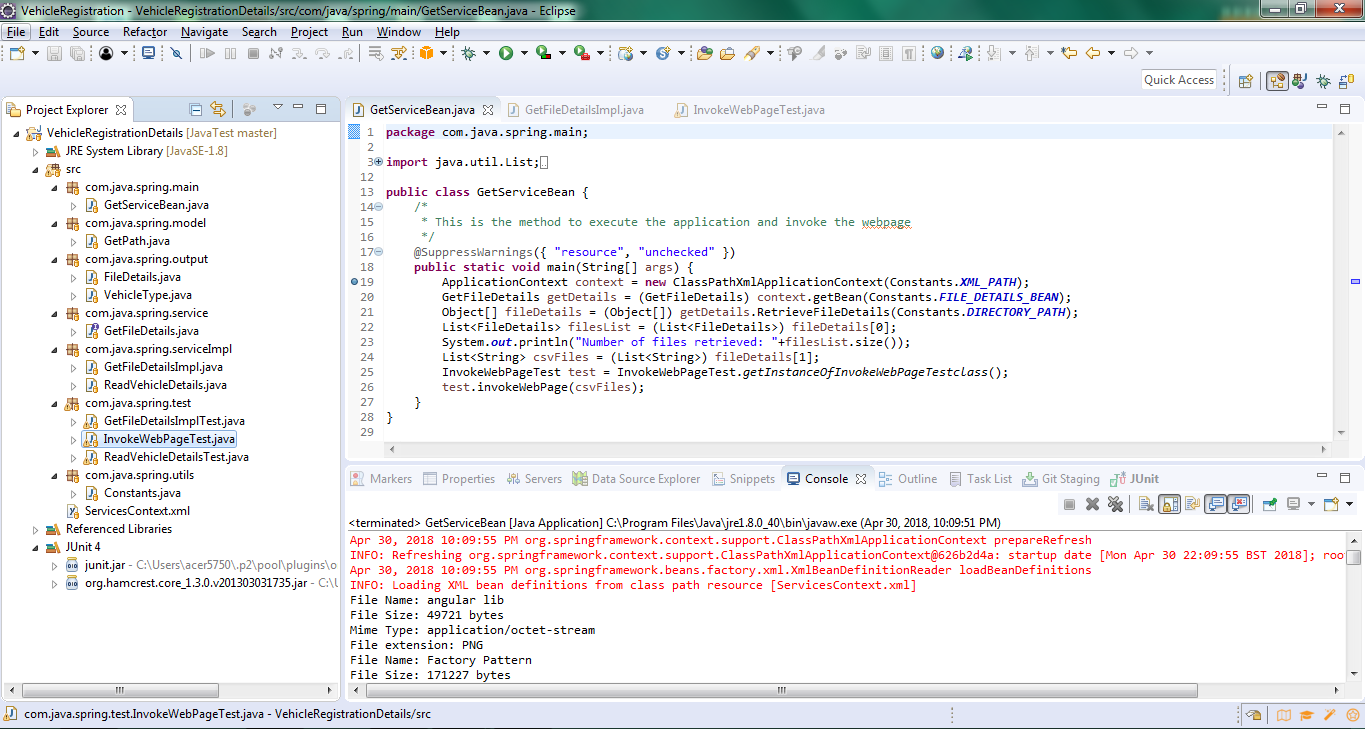 VehicleRegistration - VehicleRegistrationDetails/src/com/java/spring/main/GetServiceBean.java - Eclipse
File Edit Source Refactor Navigate Search Project Run Window Help
Quick Access
Project Explorer
VehicleRegistrationDetails [JavaTest master]
JRE System Library [JavaSE-1.8]
src
com.java.spring.main
GetServiceBean.java
com.java.spring.model
GetPath.java
com.java.spring.output
FileDetails.java
VehicleType.java
com.java.spring.service
GetFileDetails.java
com.java.spring.serviceImpl
GetFileDetailsImpl.java
ReadVehicleDetails.java
com.java.spring.test
GetFileDetailsImplTest.java
InvokeWebPageTest.java
ReadVehicleDetailsTest.java
com.java.spring.utils
Constants.java
ServicesContext.xml
Referenced Libraries
JUnit 4
junit.jar - C:\Users\acer5750\.p2\pool\plugins\o
org.hamcrest.core_1.3.0.v201303031735.jar - C:\U
GetServiceBean.java GetFileDetailsImpl.java InvokeWebPageTest.java
1 package com.java.spring.main;
2
3 import java.util.List;
12
13 public class GetServiceBean {
14 /*
15 * This is the method to execute the application and invoke the webpage
16 */
17 @SuppressWarnings({ "resource", "unchecked" })
18 public static void main(String[] args) {
19 ApplicationContext context = new ClassPathXmlApplicationContext(Constants.XML_PATH);
20 GetFileDetails getDetails = (GetFileDetails) context.getBean(Constants.FILE_DETAILS_BEAN);
21 Object[] fileDetails = (Object[]) getDetails.RetrieveFileDetails(Constants.DIRECTORY_PATH);
22 List<FileDetails> filesList = (List<FileDetails>) fileDetails[0];
23 System.out.println("Number of files retrieved: "+filesList.size());
24 List<String> csvFiles = (List<String>) fileDetails[1];
25 InvokeWebPageTest test = InvokeWebPageTest.getInstanceOfInvokeWebPageTestclass();
26 test.invokeWebPage(csvFiles);
27 }
28 }
29
Markers Properties Servers Data Source Explorer Snippets Console Outline Task List Git Staging JUnit
<terminated> GetServiceBean [Java Application] C:\Program Files\Java\jre1.8.0_40\bin\javaw.exe (Apr 30, 2018, 10:09:51 PM)
Apr 30, 2018 10:09:55 PM org.springframework.context.support.ClassPathXmlApplicationContext prepareRefresh
INFO: Refreshing org.springframework.context.support.ClassPathXmlApplicationContext@626b2d4a: startup date [Mon Apr 30 22:09:55 BST 2018]; roo
Apr 30, 2018 10:09:55 PM org.springframework.beans.factory.xml.XmlBeanDefinitionReader loadBeanDefinitions
INFO: Loading XML bean definitions from class path resource [ServicesContext.xml]
File Name: angular lib
File Size: 49721 bytes
Mime Type: application/octet-stream
File extension: PNG
File Name: Factory Pattern
File Size: 171227 bytes
com.java.spring.test.InvokeWebPageTest.java - VehicleRegistrationDetails/src